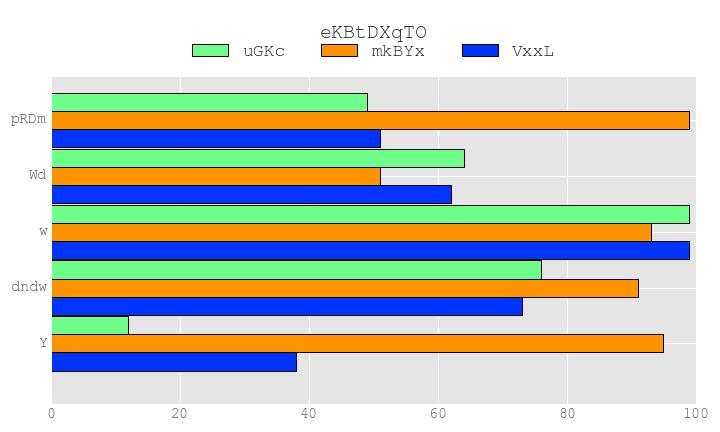 eKBtDXqTO
uGKc mkBYx VxxL
pRDm
Wd
w
dndw
Y
0 20 40 60 80 100